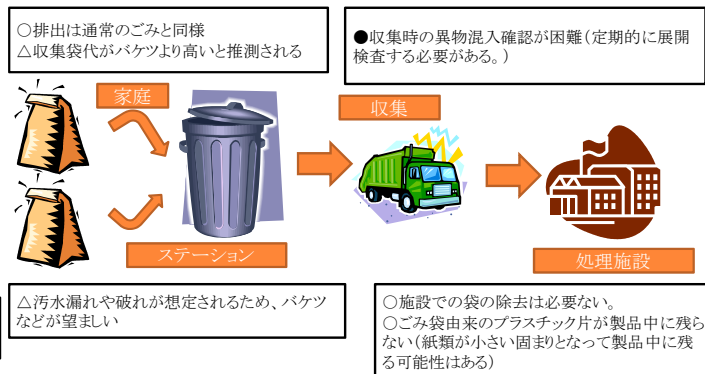 ○排出は通常のごみと同様
△収集袋代がバケツより高いと推測される
●収集時の異物混入確認が困難（定期的に展開
検査する必要がある。）
家庭
収集
ステーション
処理施設
△汚水漏れや破れが想定されるため、バケツ
などが望ましい
○施設での袋の除去は必要ない。
○ごみ袋由来のプラスチック片が製品中に残ら
ない（紙類が小さい固まりとなって製品中に残
る可能性はある）